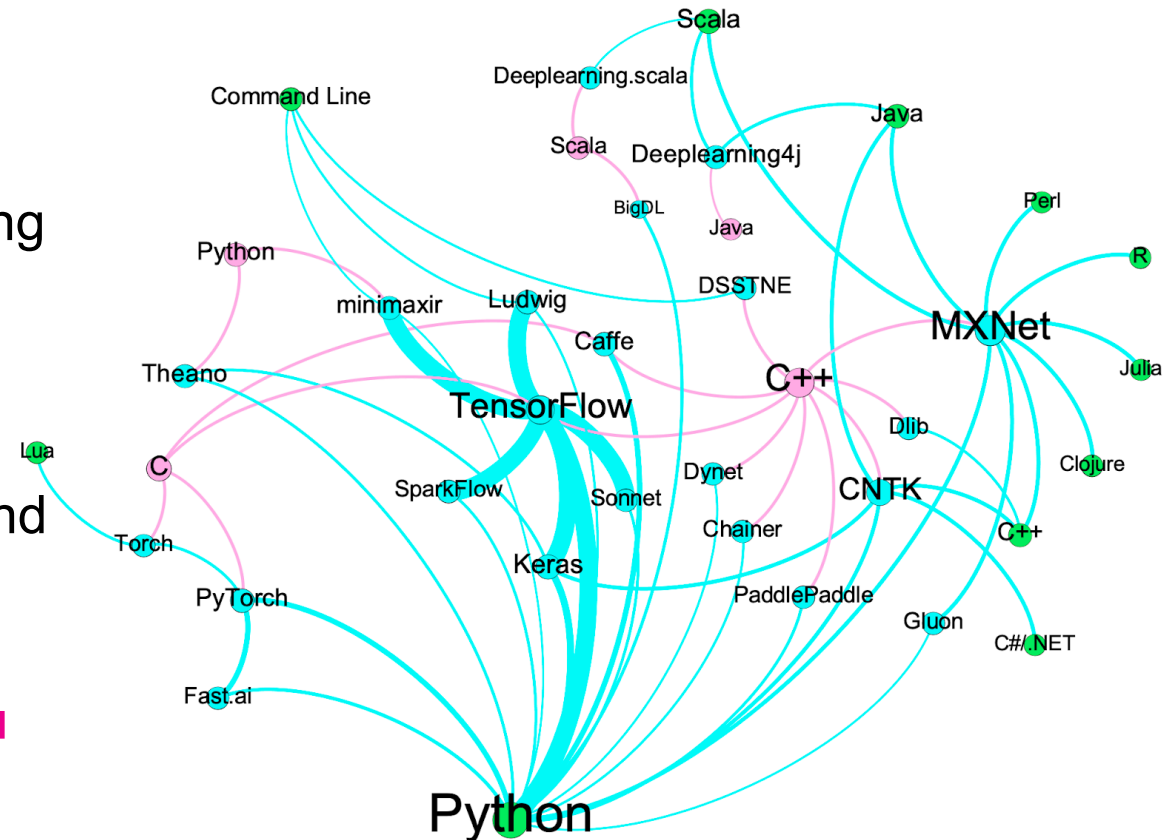 Scala
Deeplearning.scala
Command Line
Java
Scala
Deeplearning4j
Perl
BigDL
ng
Java
Python
R
DSSTNE
minimaxir
Ludwig
MXNet
Caffe
Julia
Theano
C++
TensorFlow
Dlib
Lua
C
Clojure
Dynet
SparkFlow
CNTK
Sonnet
nd
Chainer
C++
Torch
Keras
PaddlePaddle
PyTorch
Gluon
C#/.NET
Fast.ai
Python